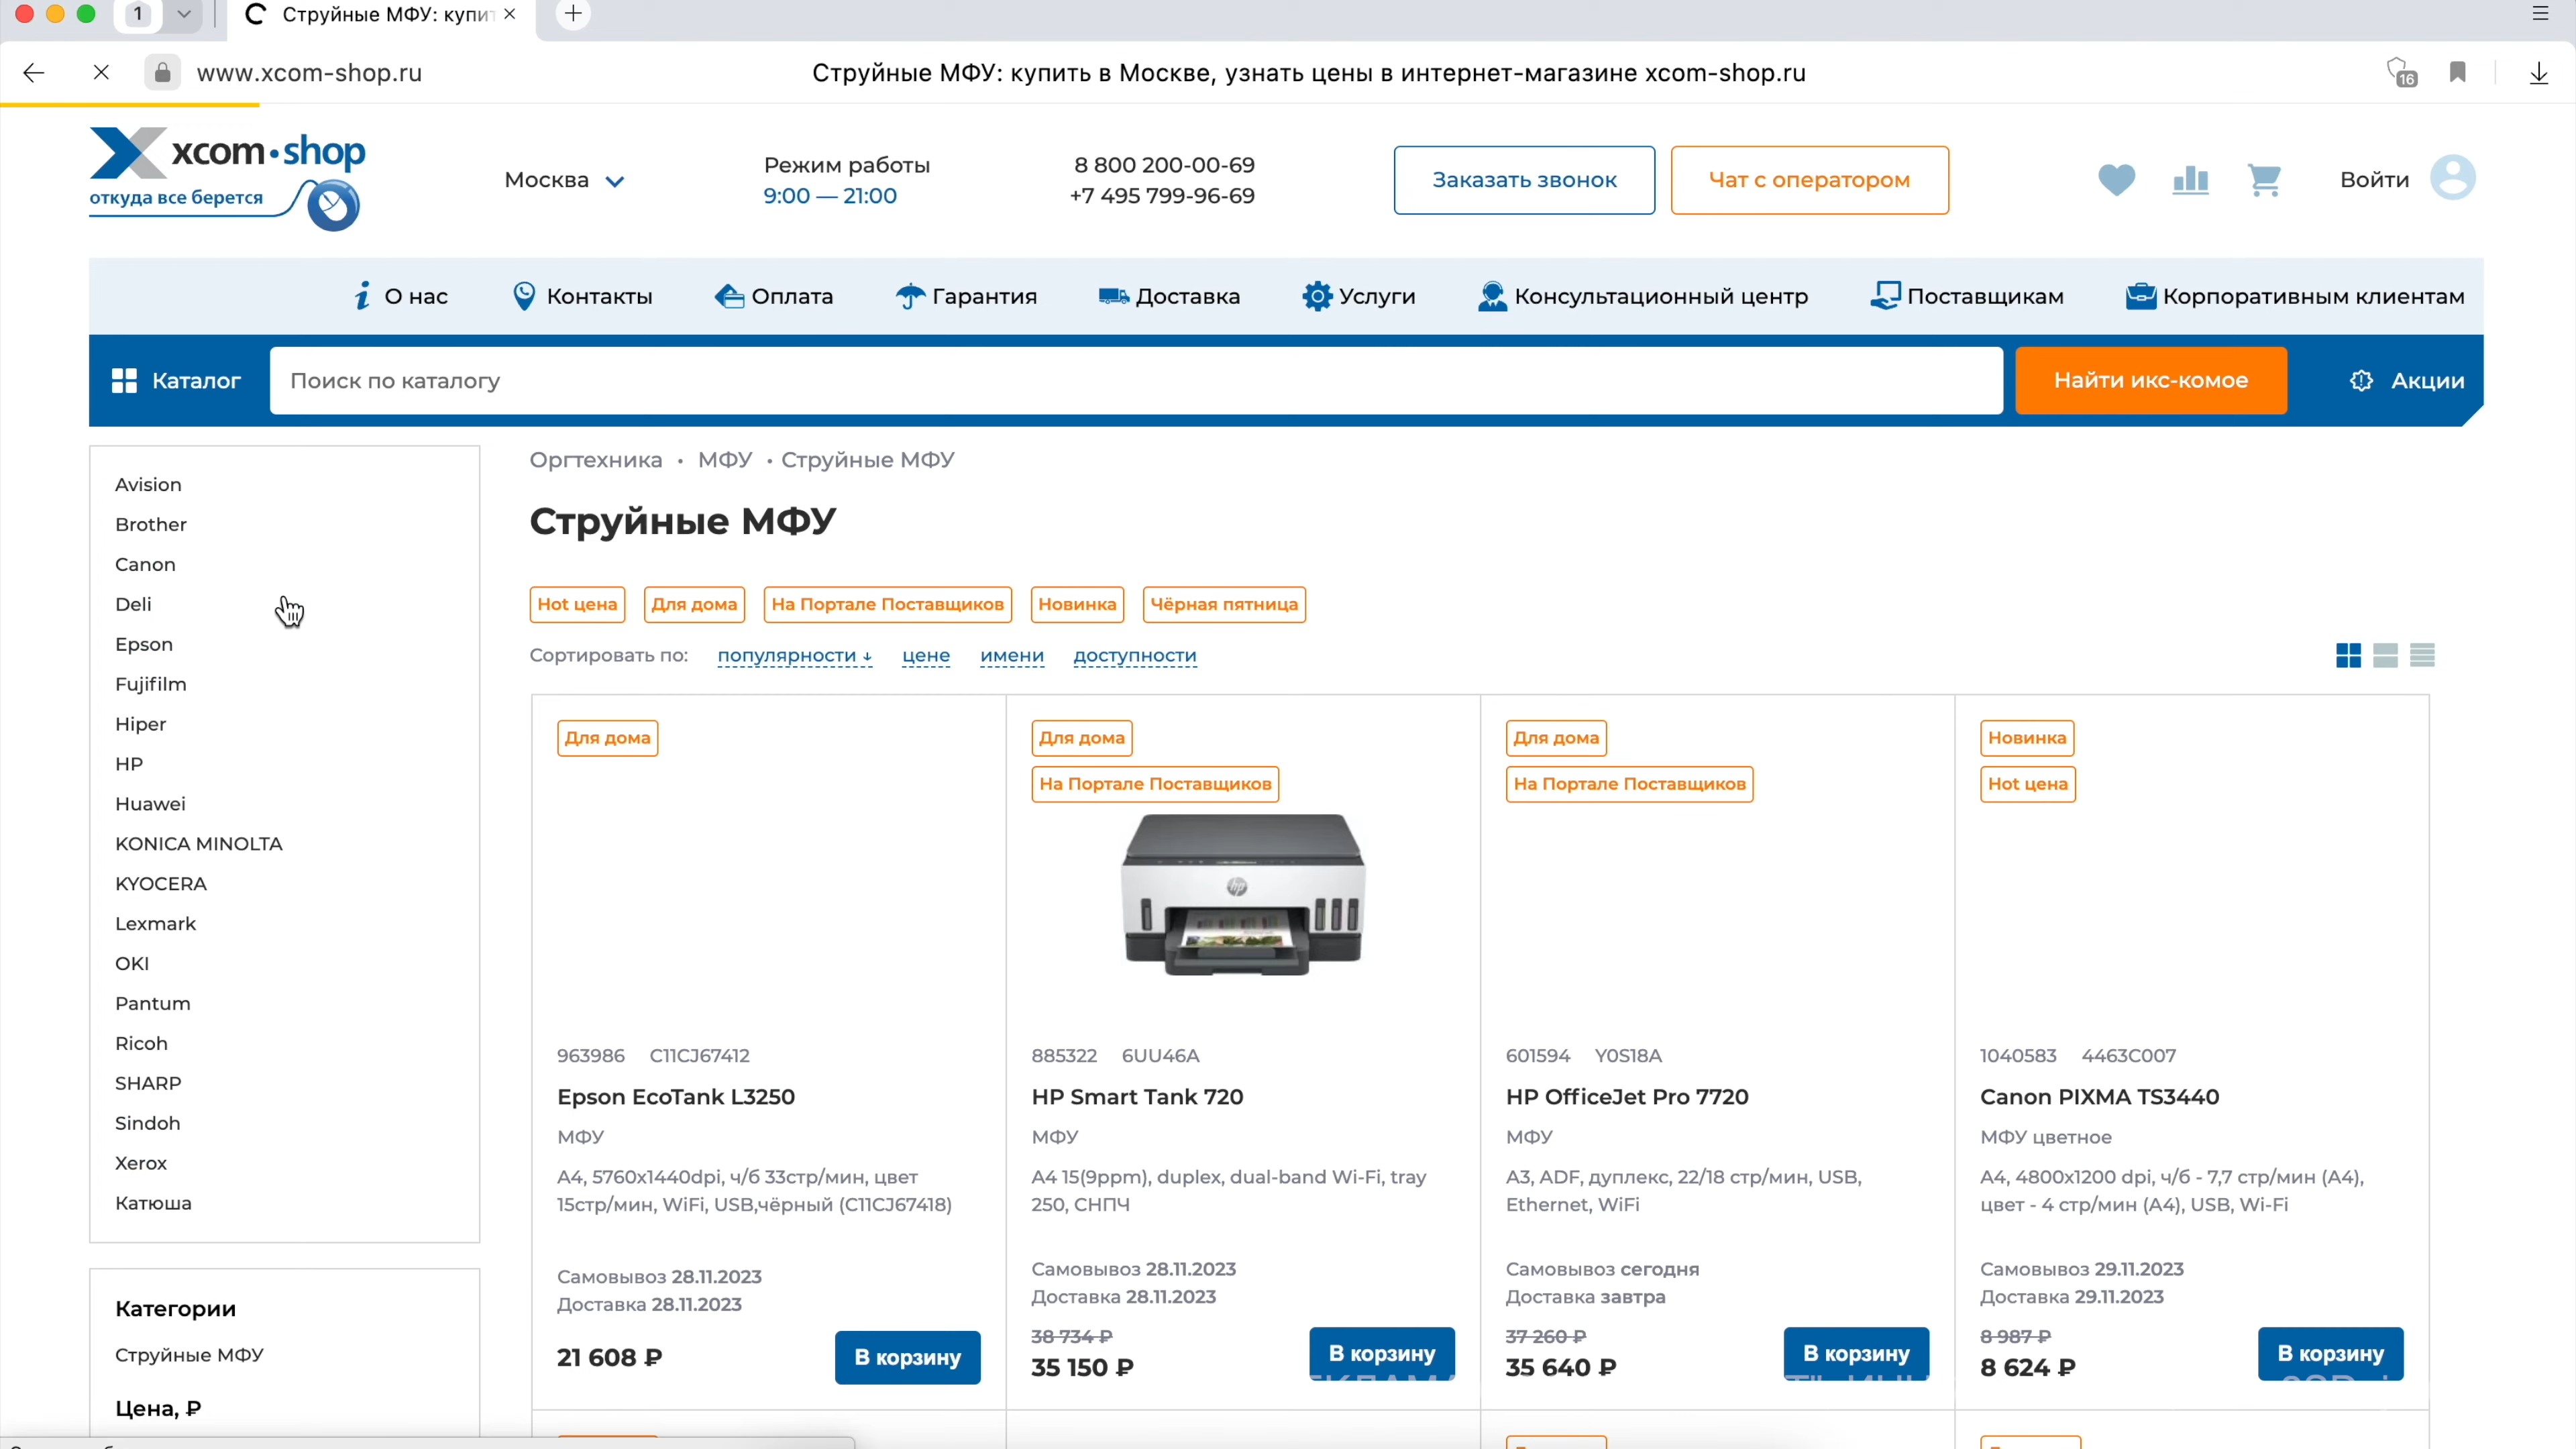 1
Струйные МФУ: купит
www.xcom-shop.ru
Струйные МФУ: купить в Москве, узнать цены в интернет-магазине xcom-shop.ru
16
xcom·shop
откуда все берется
Москва
Режим работы
9:00 — 21:00
8 800 200-00-69
+7 495 799-96-69
Заказать звонок
Чат с оператором
Войти
О нас
Контакты
Оплата
Гарантия
Доставка
Услуги
Консультационный центр
Поставщикам
Корпоративным клиентам
Каталог
Поиск по каталогу
Найти икс-комое
Акции
Avision
Brother
Canon
Deli
Epson
Fujifilm
Hiper
HP
Huawei
KONICA MINOLTA
KYOCERA
Lexmark
OKI
Pantum
Ricoh
SHARP
Sindoh
Xerox
Катюша
Категории
Струйные МФУ
Цена, ₽
Оргтехника • МФУ • Струйные МФУ
Струйные МФУ
Hot цена
Для дома
На Портале Поставщиков
Новинка
Чёрная пятница
Сортировать по: популярности ↓ цене имени доступности
Для дома
963986 C11CJ67412
Epson EcoTank L3250
МФУ
A4, 5760x1440dpi, ч/б 33стр/мин, цвет
15стр/мин, WiFi, USB,чёрный (C11CJ67418)
Самовывоз 28.11.2023
Доставка 28.11.2023
21 608 ₽
В корзину
Для дома
На Портале Поставщиков
hp
885322 6UU46A
HP Smart Tank 720
МФУ
A4 15(9ppm), duplex, dual-band Wi-Fi, tray
250, СНПЧ
Самовывоз 28.11.2023
Доставка 28.11.2023
38 734 ₽
35 150 ₽
В корзину
Для дома
На Портале Поставщиков
601594 Y0S18A
HP OfficeJet Pro 7720
МФУ
A3, ADF, дуплекс, 22/18 стр/мин, USB,
Ethernet, WiFi
Самовывоз сегодня
Доставка завтра
37 260 ₽
35 640 ₽
В корзину
Новинка
Hot цена
1040583 4463C007
Canon PIXMA TS3440
МФУ цветное
A4, 4800x1200 dpi, ч/б - 7,7 стр/мин (A4),
цвет - 4 стр/мин (A4), USB, Wi-Fi
Самовывоз 29.11.2023
Доставка 29.11.2023
8 987 ₽
8 624 ₽
В корзину